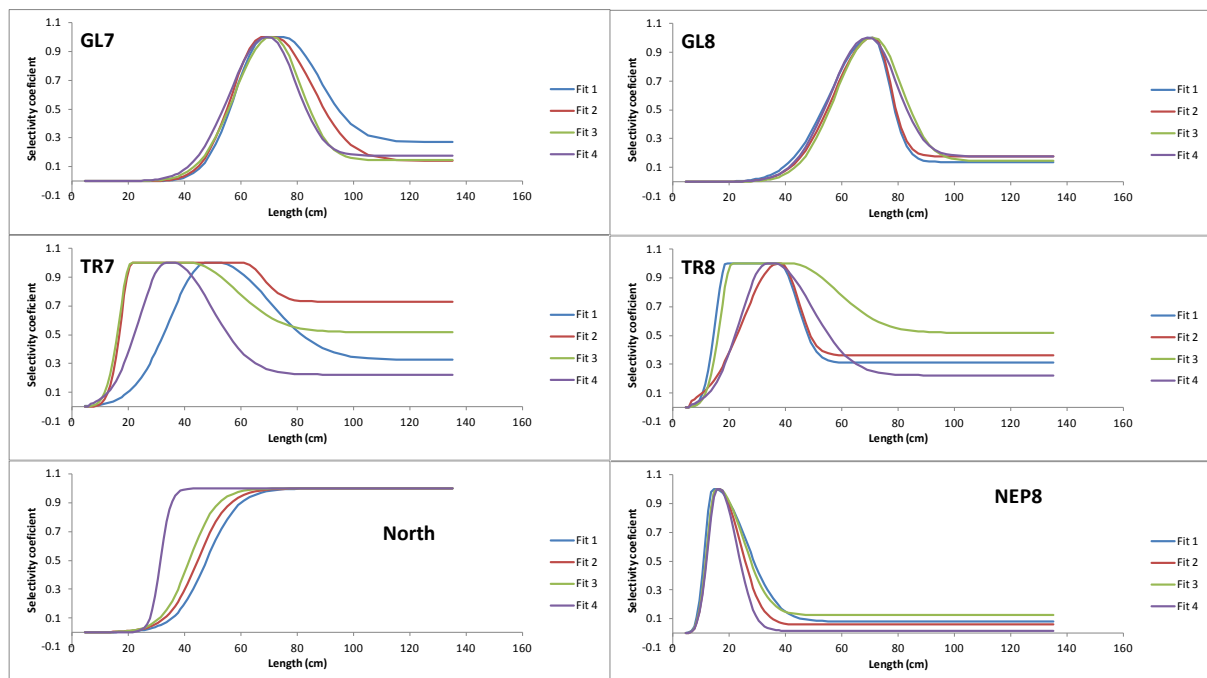 GL7
Selectivity coeficient
1.1
0.9
0.7
0.5
0.3
0.1
-0.1
0 20 40 60 80 100 120 140 160
Length (cm)
Fit 1
Fit 2
Fit 3
Fit 4
GL8
Selectivity coeficient
1.1
0.9
0.7
0.5
0.3
0.1
-0.1
0 20 40 60 80 100 120 140 160
Length (cm)
Fit 1
Fit 2
Fit 3
Fit 4
TR7
Selectivity coeficient
1.1
0.9
0.7
0.5
0.3
0.1
-0.1
0 20 40 60 80 100 120 140 160
Length (cm)
Fit 1
Fit 2
Fit 3
Fit 4
TR8
Selectivity coeficient
1.1
0.9
0.7
0.5
0.3
0.1
-0.1
0 20 40 60 80 100 120 140 160
Length (cm)
Fit 1
Fit 2
Fit 3
Fit 4
North
Selectivity coeficient
1.1
0.9
0.7
0.5
0.3
0.1
-0.1
0 20 40 60 80 100 120 140 160
Length (cm)
Fit 1
Fit 2
Fit 3
Fit 4
NEP8
Selectivity coeficient
1.1
0.9
0.7
0.5
0.3
0.1
-0.1
0 20 40 60 80 100 120 140 160
Length (cm)
Fit 1
Fit 2
Fit 3
Fit 4